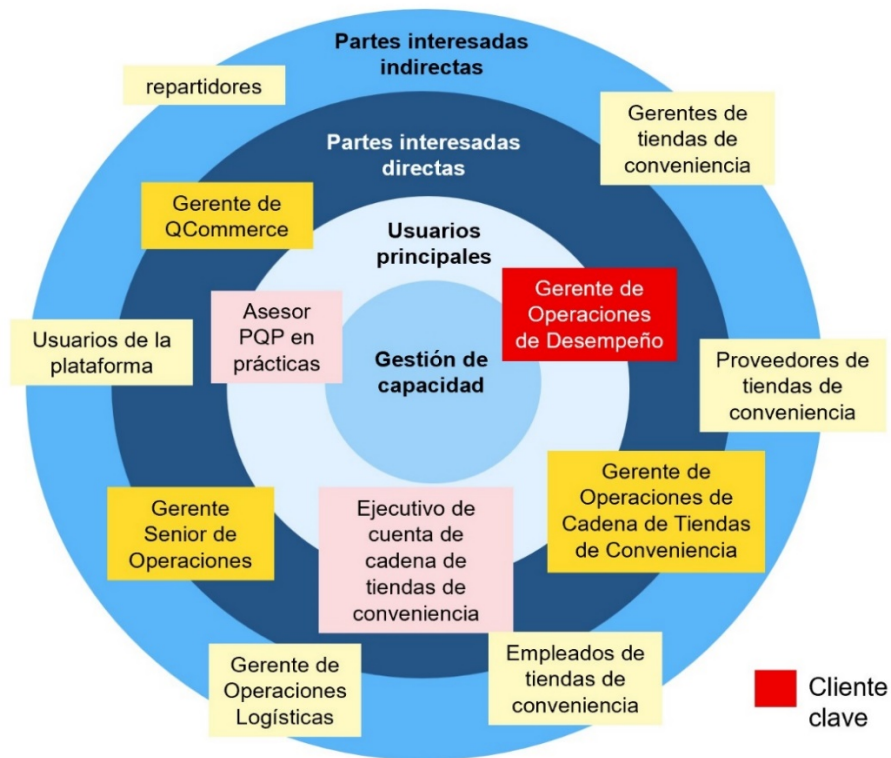 Partes interesadas
indirectas
repartidores
Gerentes de
tiendas de
conveniencia
Partes interesadas
directas
Gerente de
QCommerce
Usuarios
principales
Gerente de
Operaciones
de Desempeño
Asesor
PQP en
prácticas
Usuarios de la
plataforma
Gestión de
capacidad
Proveedores de
tiendas de
conveniencia
Gerente de
Operaciones de
Cadena de Tiendas
de Conveniencia
Gerente
Senior de
Operaciones
Ejecutivo de
cuenta de
cadena de
tiendas de
conveniencia
Gerente de
Operaciones
Logísticas
Empleados de
tiendas de
conveniencia
Cliente
clave